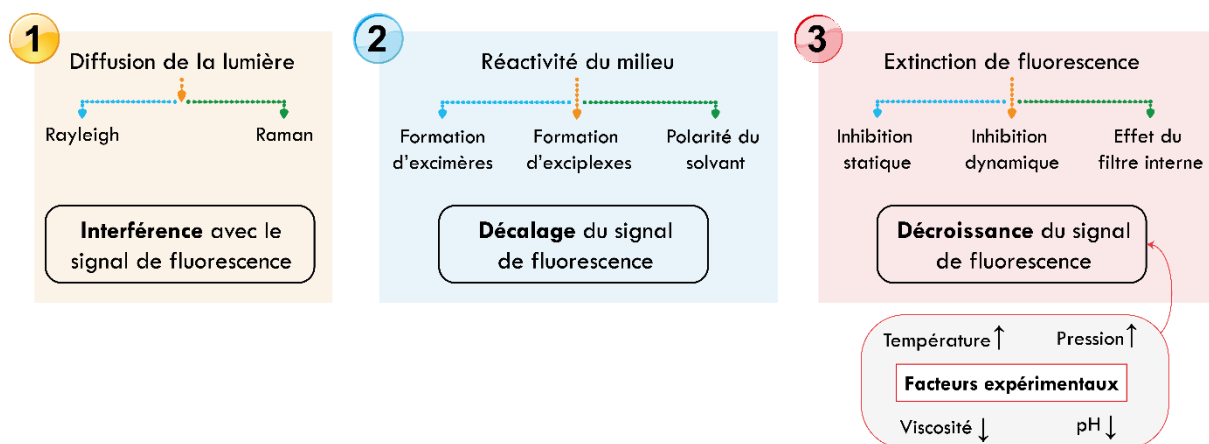 1
Diffusion de la lumière
Rayleigh
Raman
Interférence avec le
signal de fluorescence
2
Réactivité du milieu
Formation
d'excimères
Formation
d'exciplexes
Polarité du
solvant
Décalage du signal
de fluorescence
3
Extinction de fluorescence
Inhibition
statique
Inhibition
dynamique
Effet du
filtre interne
Décroissance du signal
de fluorescence
Température ↑
Pression ↑
Facteurs expérimentaux
Viscosité ↓
pH ↓